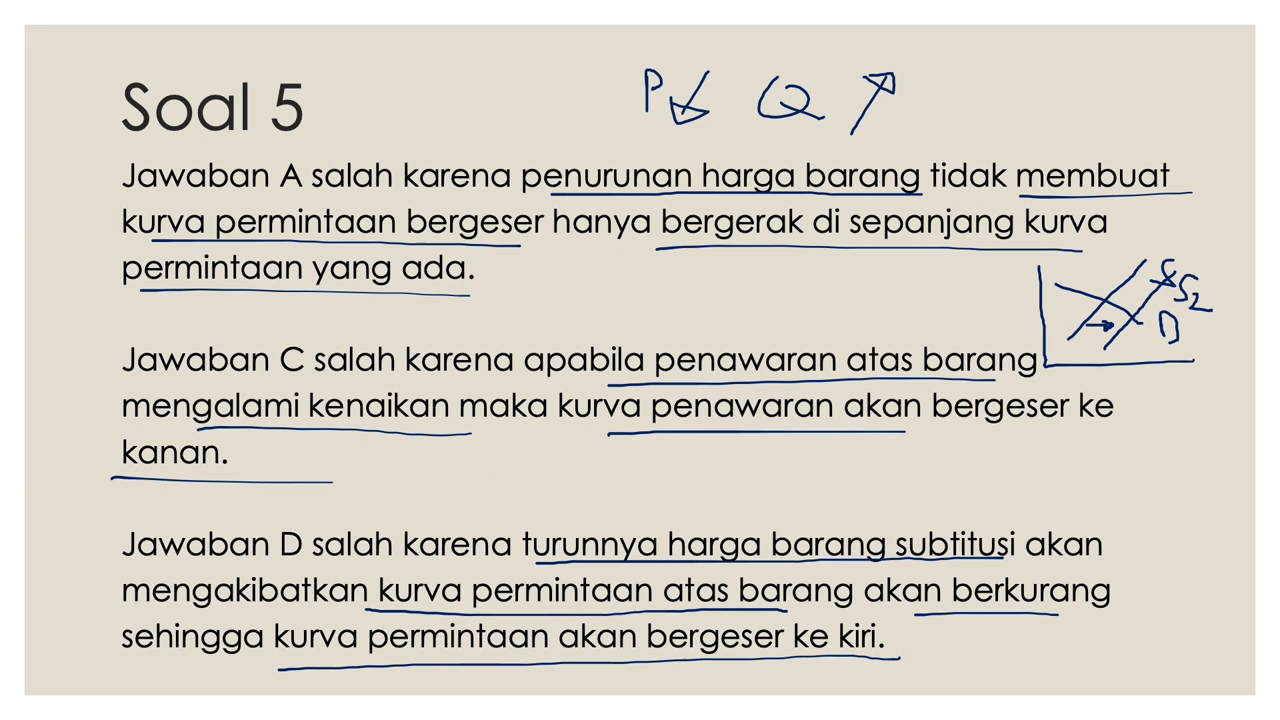 Soal 5
P Q
Jawaban A salah karena penurunan harga barang tidak membuat
kurva permintaan bergeser hanya bergerak di sepanjang kurva
permintaan yang ada.
S
S2
D
Jawaban C salah karena apabila penawaran atas barang
mengalami kenaikan maka kurva penawaran akan bergeser ke
kanan.
Jawaban D salah karena turunnya harga barang subtitusi akan
mengakibatkan kurva permintaan atas barang akan berkurang
sehingga kurva permintaan akan bergeser ke kiri.